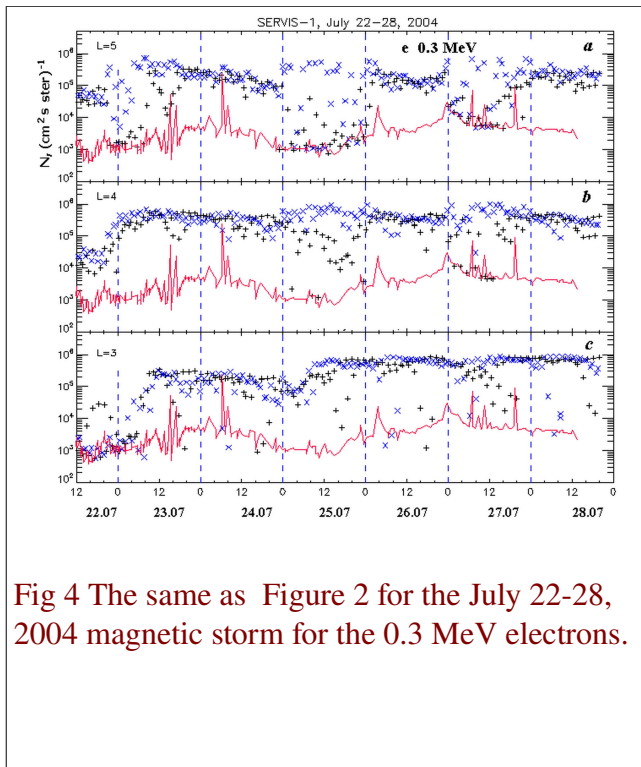 SERVIS-1, July 22-28, 2004
L=5 e 0.3 MeV a
N, (cm² s ster)⁻¹
10⁶
10⁵
10⁴
10³
10²
L=4 b
10⁶
10⁵
10⁴
10³
10²
L=3 c
10⁶
10⁵
10⁴
10³
10²
12 0 12 0 12 0 12 0 12 0 12 0 12 0
22.07 23.07 24.07 25.07 26.07 27.07 28.07
Fig 4 The same as Figure 2 for the July 22-28,
2004 magnetic storm for the 0.3 MeV electrons.